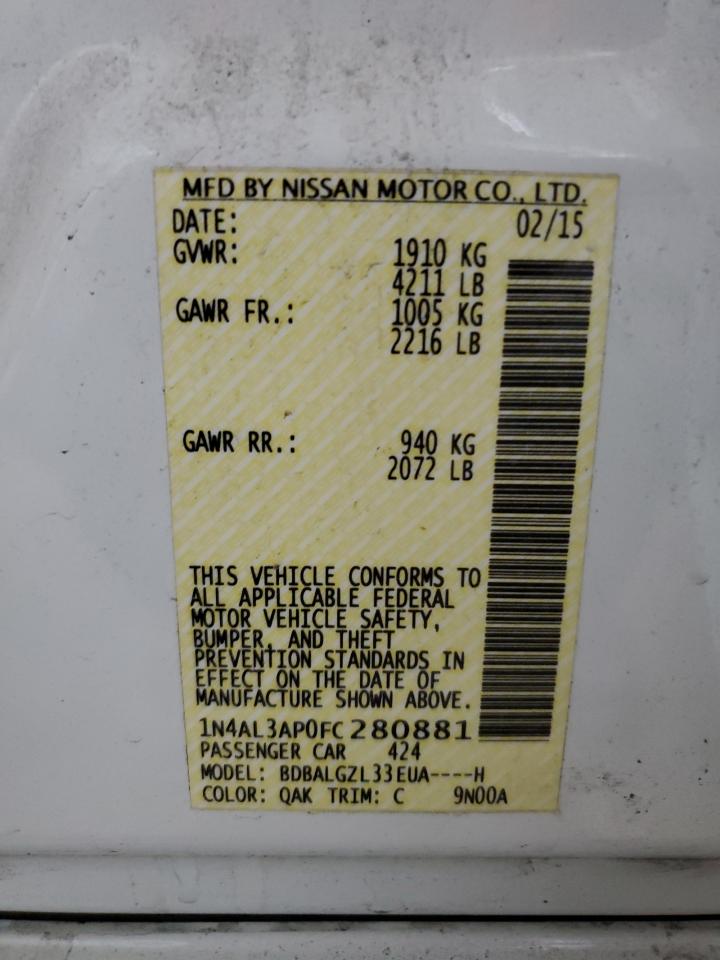 MFD BY NISSAN MOTOR CO., LTD.
DATE: 02/15
GVWR: 1910 KG
4211 LB
GAWR FR.: 1005 KG
2216 LB
GAWR RR.: 940 KG
2072 LB
THIS VEHICLE CONFORMS TO
ALL APPLICABLE FEDERAL
MOTOR VEHICLE SAFETY,
BUMPER, AND THEFT
PREVENTION STANDARDS IN
EFFECT ON THE DATE OF
MANUFACTURE SHOWN ABOVE.
1N4AL3AP0FC280881
PASSENGER CAR 424
MODEL: BDBALGZL33EUA----H
COLOR: QAK TRIM: C 9N00A